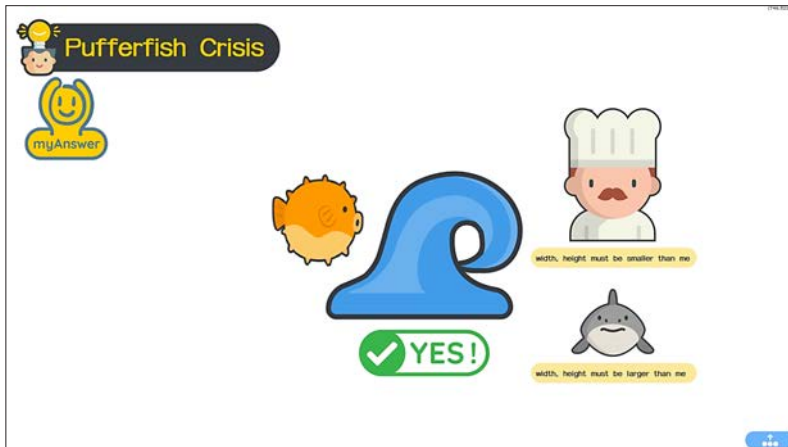 Pufferfish Crisis
myAnswer
width, height must be smaller than me
YES!
width, height must be larger than me